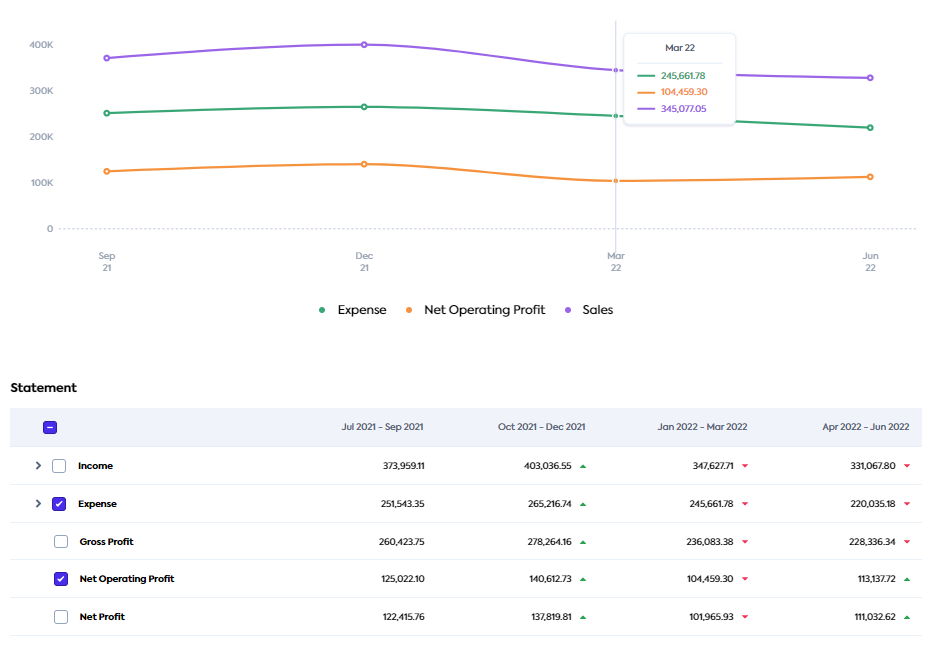 400K
300K
200K
100K
0
Mar 22
245,661.78
104,459.30
345,077.05
Sep 21
Dec 21
Mar 22
Jun 22
Expense Net Operating Profit Sales
Statement
Jul 2021 - Sep 2021 Oct 2021 - Dec 2021 Jan 2022 - Mar 2022 Apr 2022 - Jun 2022
Income 373,959.11 403,036.55 347,627.71 331,067.80
Expense 251,543.35 265,216.74 245,661.78 220,035.18
Gross Profit 260,423.75 278,264.16 236,083.38 228,336.34
Net Operating Profit 125,022.10 140,612.73 104,459.30 113,137.72
Net Profit 122,415.76 137,819.81 101,965.93 111,032.62